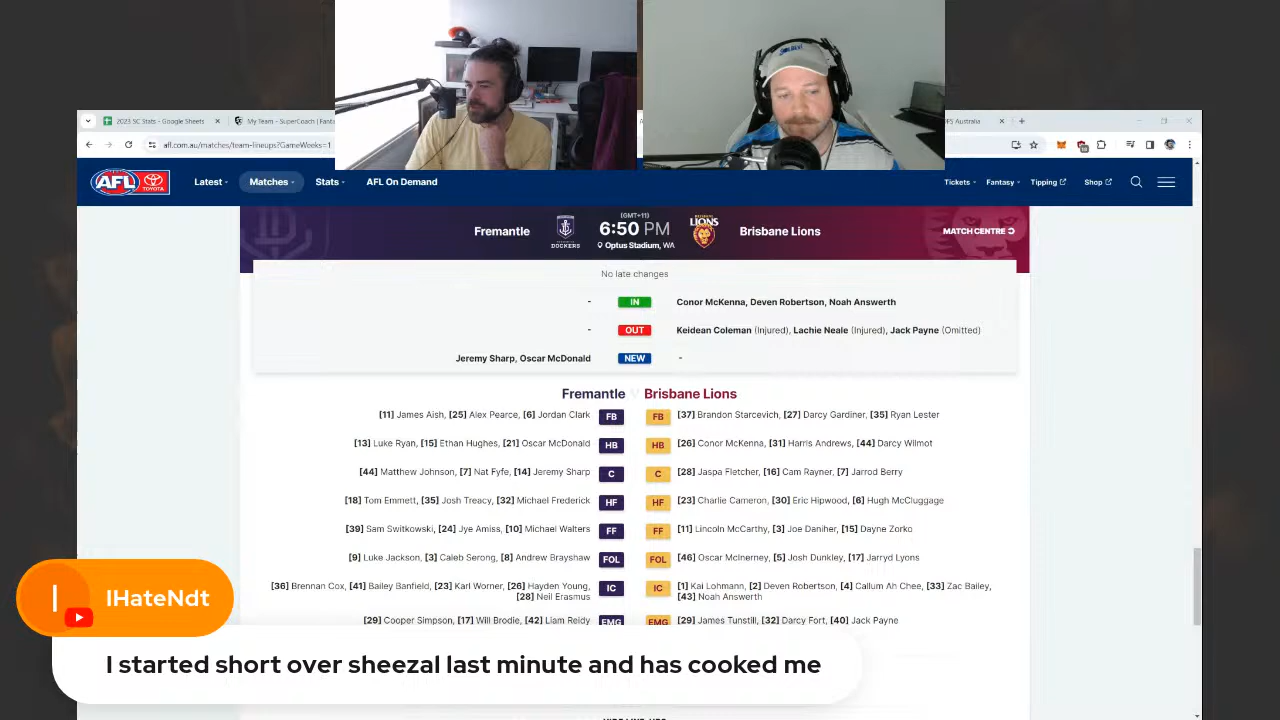 2023 SC Stats - Google Sheets
My Team - SuperCoach | Fanta
Australia
afl.com.au/matches/team-lineups?GameWeeks=1
AFL
TOYOTA
Latest
Matches
Stats
AFL On Demand
Tickets
Fantasy
Tipping
Shop
Fremantle
DOCKERS
(GMT+11)
6:50 PM
Optus Stadium, WA
LIONS
Brisbane Lions
MATCH CENTRE
No late changes
- IN Conor McKenna, Deven Robertson, Noah Answerth
- OUT Keidean Coleman (Injured), Lachie Neale (Injured), Jack Payne (Omitted)
Jeremy Sharp, Oscar McDonald NEW -
Fremantle Brisbane Lions
[11] James Aish, [25] Alex Pearce, [6] Jordan Clark FB FB [37] Brandon Starcevich, [27] Darcy Gardiner, [35] Ryan Lester
[13] Luke Ryan, [15] Ethan Hughes, [21] Oscar McDonald HB HB [26] Conor McKenna, [31] Harris Andrews, [44] Darcy Wilmot
[44] Matthew Johnson, [7] Nat Fyfe, [14] Jeremy Sharp C C [28] Jaspa Fletcher, [16] Cam Rayner, [7] Jarrod Berry
[18] Tom Emmett, [35] Josh Treacy, [32] Michael Frederick HF HF [23] Charlie Cameron, [30] Eric Hipwood, [6] Hugh McCluggage
[39] Sam Switkowski, [24] Jye Amiss, [10] Michael Walters FF FF [11] Lincoln McCarthy, [3] Joe Daniher, [15] Dayne Zorko
[9] Luke Jackson, [3] Caleb Serong, [8] Andrew Brayshaw FOL FOL [46] Oscar McInerney, [5] Josh Dunkley, [17] Jarryd Lyons
[36] Brennan Cox, [41] Bailey Banfield, [23] Karl Worner, [26] Hayden Young, IC IC [1] Kai Lohmann, [2] Deven Robertson, [4] Callum Ah Chee, [33] Zac Bailey,
[28] Neil Erasmus [43] Noah Answerth
[29] Cooper Simpson, [17] Will Brodie, [42] Liam Reidy EMG EMG [29] James Tunstill, [32] Darcy Fort, [40] Jack Payne
I
IHateNdt
I started short over sheezal last minute and has cooked me